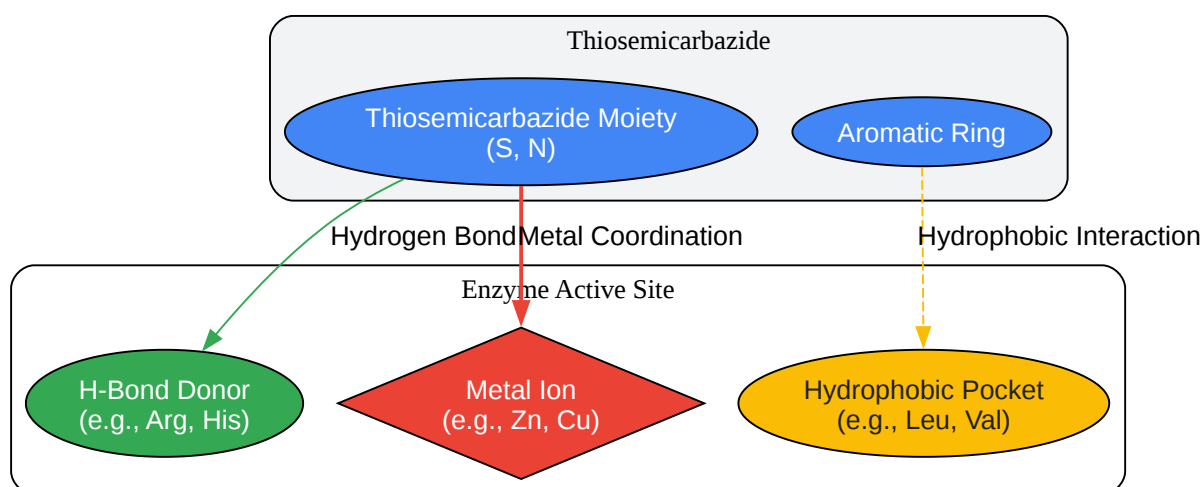 Thiosemicarbazide
Thiosemicarbazide Moiety
(S, N)
Aromatic Ring
Hydrogen Bond
Metal Coordination
Hydrophobic Interaction
Enzyme Active Site
H-Bond Donor
(e.g., Arg, His)
Metal Ion
(e.g., Zn, Cu)
Hydrophobic Pocket
(e.g., Leu, Val)